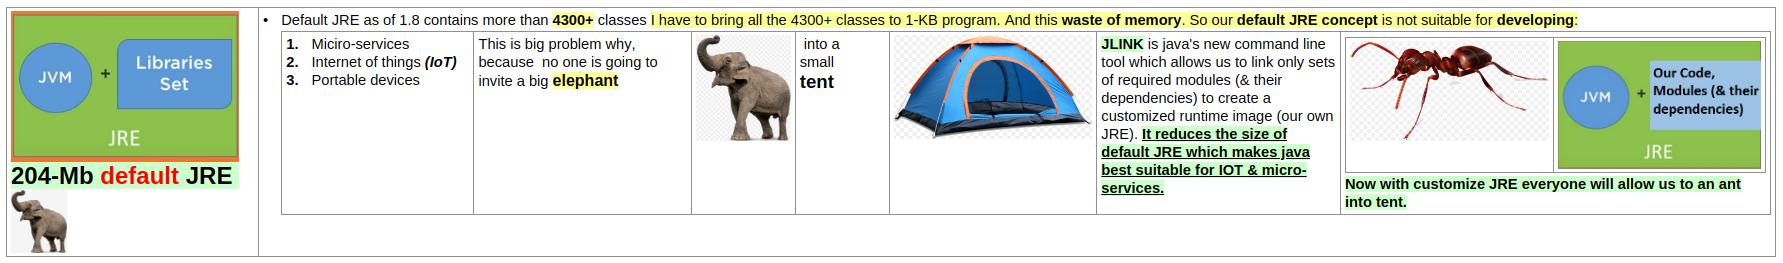 JVM + Libraries
Set
JRE
204-Mb default JRE
• Default JRE as of 1.8 contains more than 4300+ classes I have to bring all the 4300+ classes to 1-KB program. And this waste of memory. So our default JRE concept is not suitable for developing:
1. Miciro-services
2. Internet of things (IoT)
3. Portable devices
This is big problem why,
because no one is going to
invite a big elephant
into a
small
tent
JLINK is java's new command line
tool which allows us to link only sets
of required modules (& their
dependencies) to create a
customized runtime image (our own
JRE). It reduces the size of
default JRE which makes java
best suitable for IOT & micro-
services.
JVM + Our Code,
Modules (& their
dependencies)
JRE
Now with customize JRE everyone will allow us to an ant
into tent.